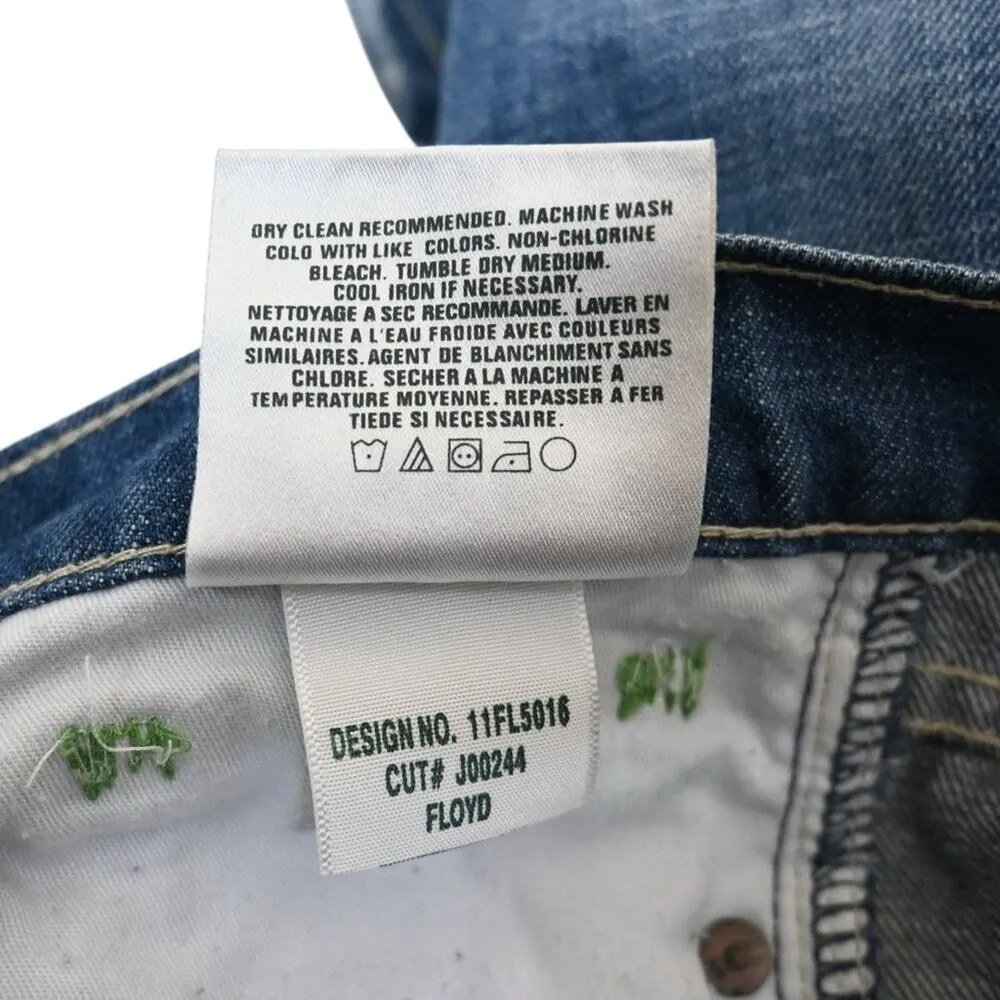 DRY CLEAN RECOMMENDED. MACHINE WASH
COLD WITH LIKE COLORS. NON-CHLORINE
BLEACH. TUMBLE DRY MEDIUM.
COOL IRON IF NECESSARY.
NETTOYAGE A SEC RECOMMANDE. LAVER EN
MACHINE A L'EAU FROIDE AVEC COULEURS
SIMILAIRES. AGENT DE BLANCHIMENT SANS
CHLORE. SECHER A LA MACHINE A
TEMPERATURE MOYENNE. REPASSER A FER
TIEDE SI NECESSAIRE.
DESIGN NO. 11FL5016
CUT# J00244
FLOYD